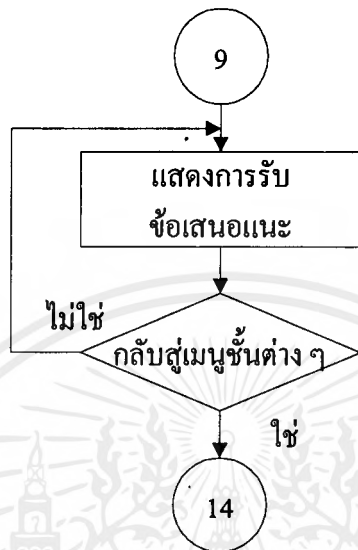 9
แสดงการรับ
ข้อเสนอแนะ
ไม่ใช่
กลับสู่เมนูชั้นต่าง ๆ
ใช่
14